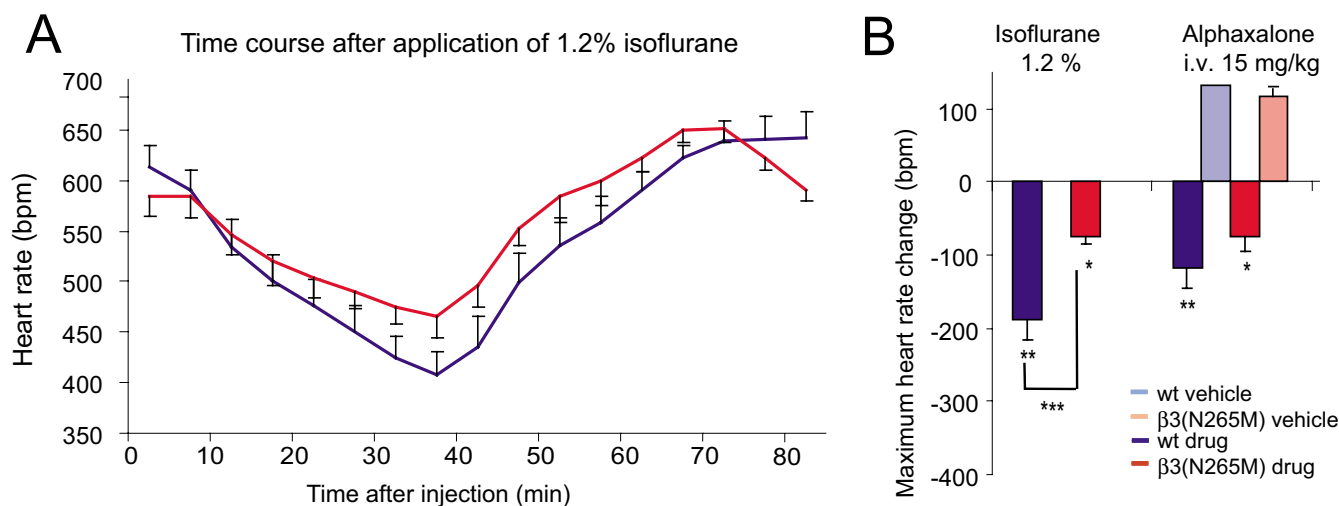 A
Time course after application of 1.2% isoflurane
700
650
600
550
500
450
400
350
Heart rate (bpm)
0 10 20 30 40 50 60 70 80
Time after injection (min)
B
Isoflurane
1.2 %
Alphaxalone
i.v. 15 mg/kg
100
0
-100
-200
-300
-400
Maximum heart rate change (bpm)
**
*
***
**
*
wt vehicle
β3(N265M) vehicle
wt drug
β3(N265M) drug